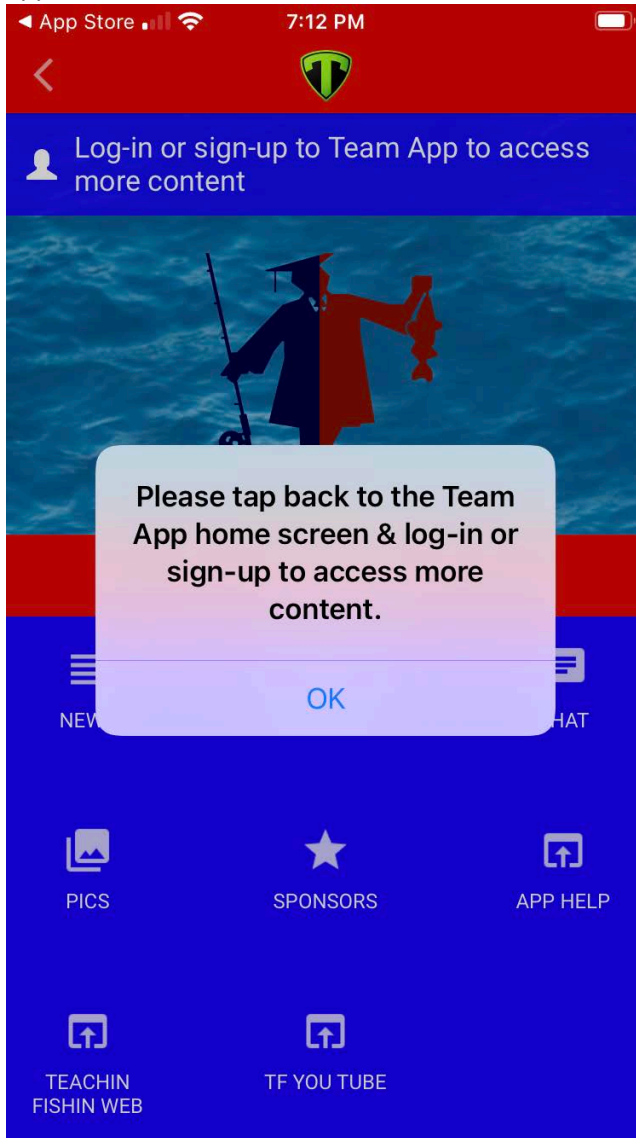 App Store
7:12 PM
Log-in or sign-up to Team App to access
more content
Please tap back to the Team
App home screen & log-in or
sign-up to access more
content.
OK
PICS
SPONSORS
APP HELP
TEACHIN
FISHIN WEB
TF YOU TUBE